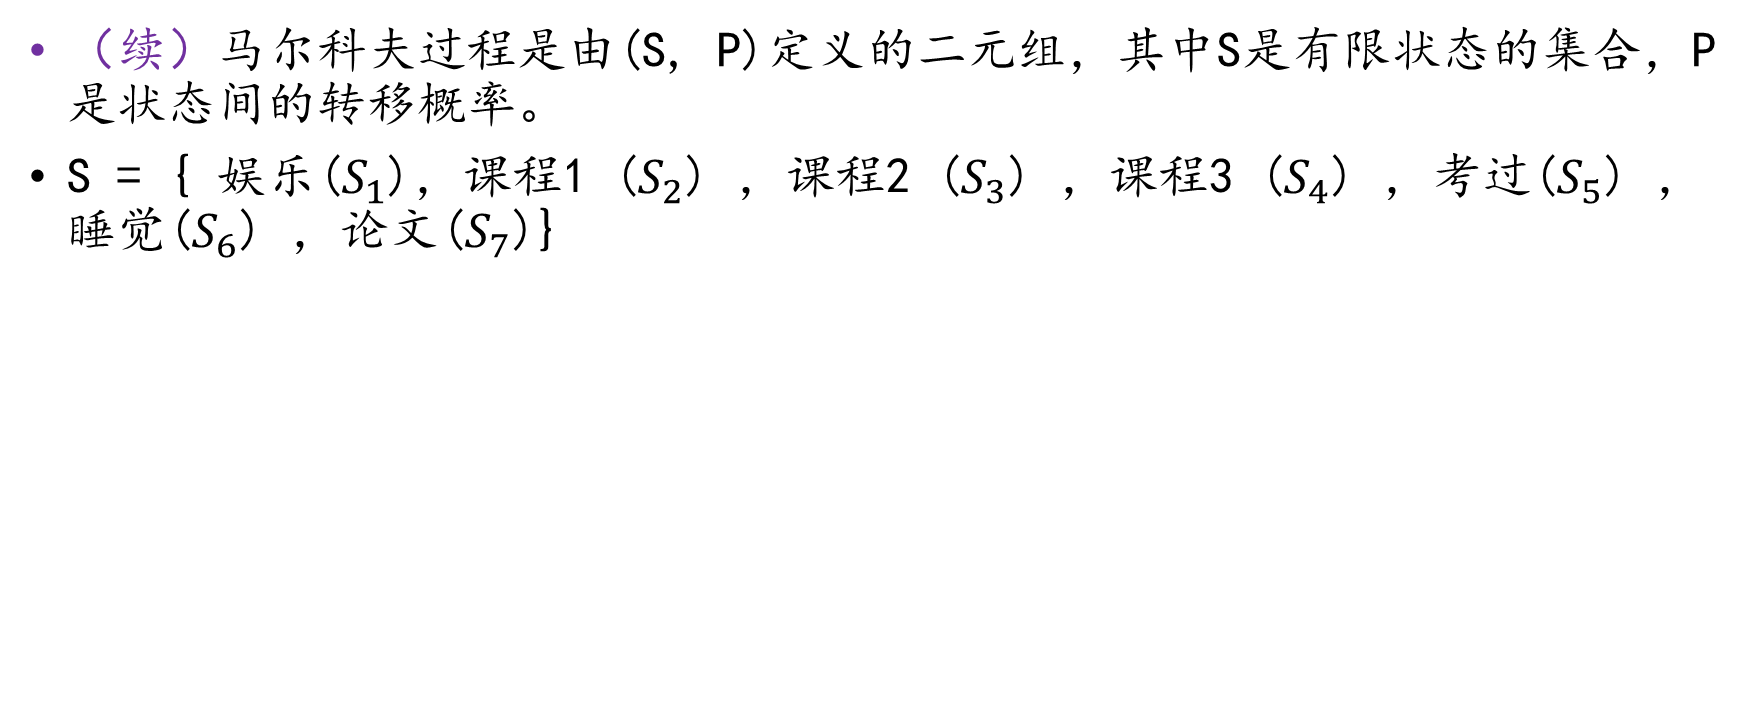 • （续）马尔科夫过程是由(S, P)定义的二元组，其中S是有限状态的集合，P
是状态间的转移概率。
• S = { 娱乐(S₁)，课程1 (S₂) ，课程2 (S₃) ，课程3 (S₄) ，考过(S₅) ，
睡觉(S₆) ，论文(S₇)}